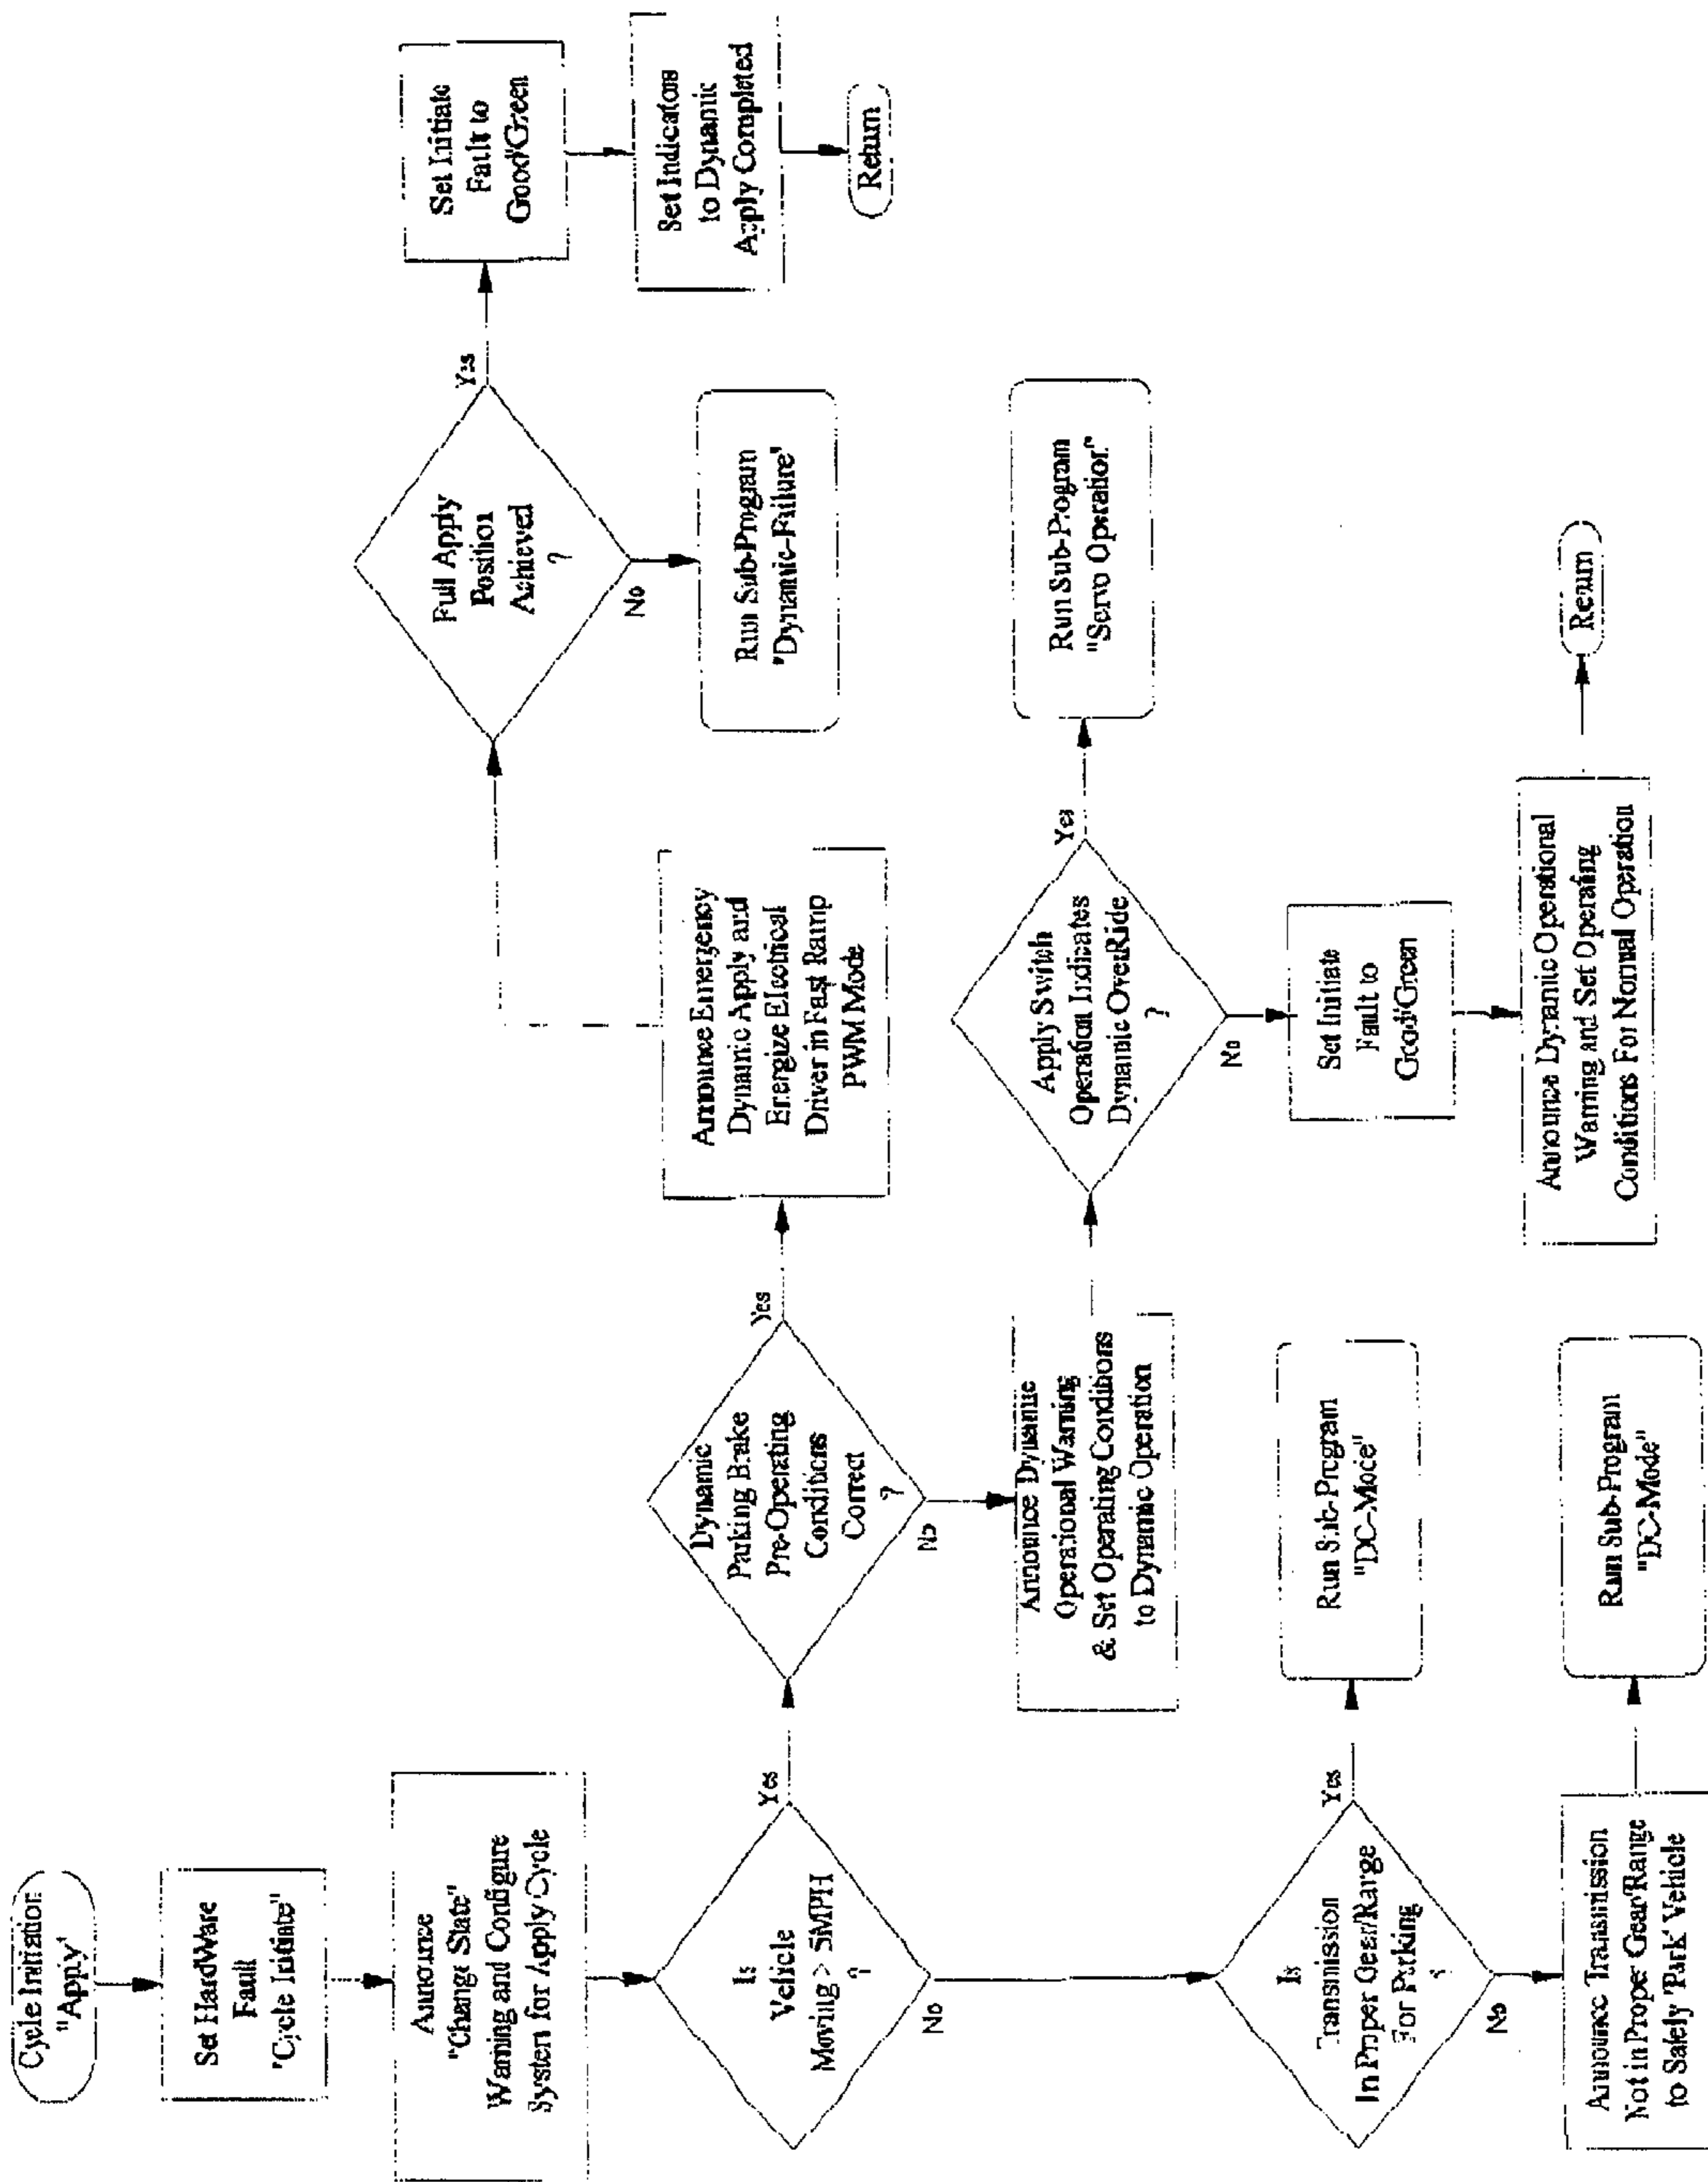 Cycle Initiation
"Apply"
Set HardWare
Fault
"Cycle Initiate"
Announce
"Change State"
Warning and Configure
System for Apply Cycle
Is
Vehicle
Moving > 5MPH
?
Yes
No
Dynamic
Parking Brake
Pre-Operating
Conditions
Correct
?
Yes
No
Announce Emergency
Dynamic Apply and
Energize Electrical
Driver in Fast Ramp
PWM Mode
Full Apply
Position
Achieved
?
Yes
No
Set Initiate
Fault to
Good/Green
Set Indicators
to Dynamic
Apply Completed
Return
Run Sub-Program
"Dynamic-Failure"
Announce Dynamic
Operational Warning
& Set Operating Conditions
to Dynamic Operation
Apply Switch
Operation Indicates
Dynamic OverRide
?
Yes
No
Run Sub-Program
"Servo Operation"
Set Initiate
Fault to
Good/Green
Announce Dynamic Operational
Warning and Set Operating
Conditions For Normal Operation
Return
Is
Transmission
In Proper Gear/Range
For Parking
?
Yes
No
Run Sub-Program
"DC-Mode"
Announce Transmission
Not in Proper Gear/Range
to Safely 'Park' Vehicle
Run Sub-Program
"DC-Mode"